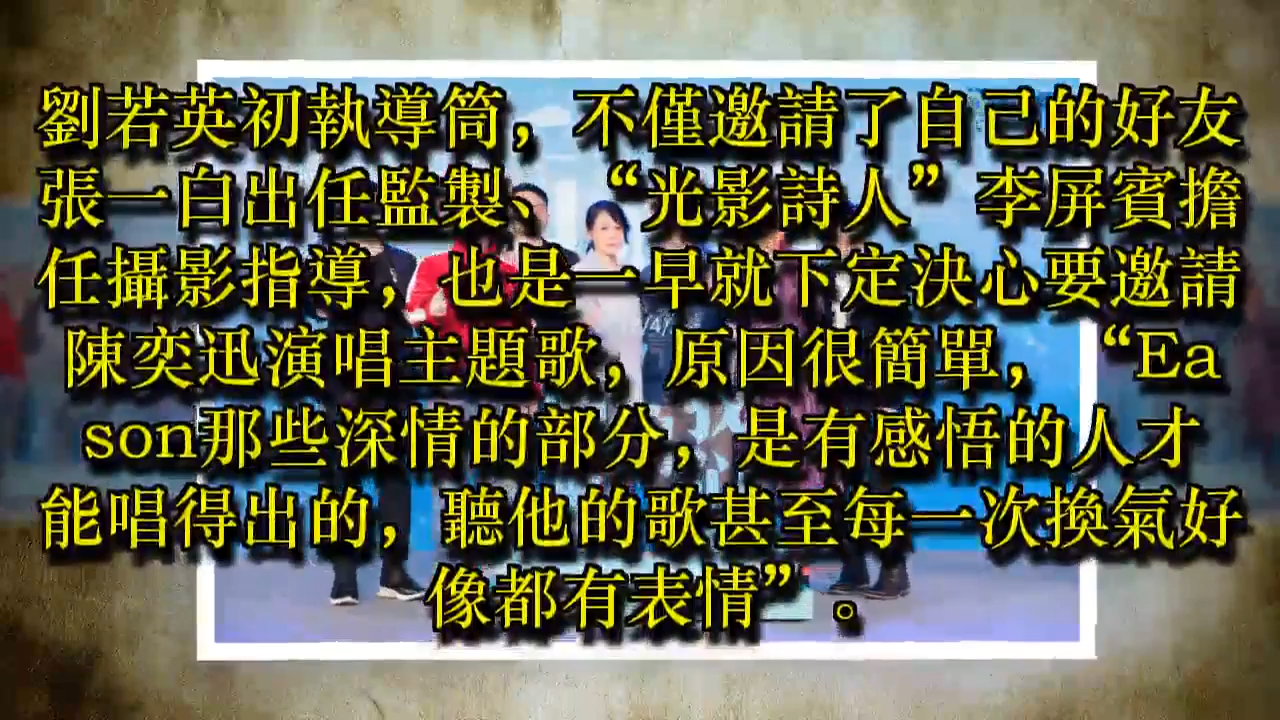 劉若英初執導筒，不僅邀請了自己的好友
張一白出任監製、“光影詩人”李屏賓擔
任攝影指導，也是一早就下定決心要邀請
陳奕迅演唱主題歌，原因很簡單，“Ea
son那些深情的部分，是有感悟的人才
能唱得出的，聽他的歌甚至每一次換氣好
像都有表情”。